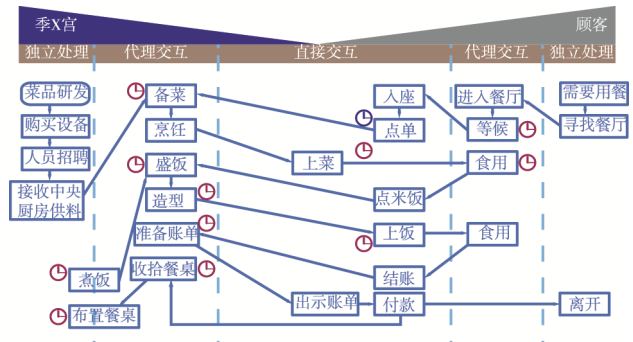 季X宫 顾客
独立处理 代理交互 直接交互 代理交互 独立处理
菜品研发 备菜 入座 进入餐厅 需要用餐
购买设备 烹饪 点单 等候 寻找餐厅
人员招聘 盛饭 上菜 食用
接收中央 造型 点米饭
厨房供料 准备账单 上饭 食用
煮饭 收拾餐桌 结账
布置餐桌 出示账单 付款 离开